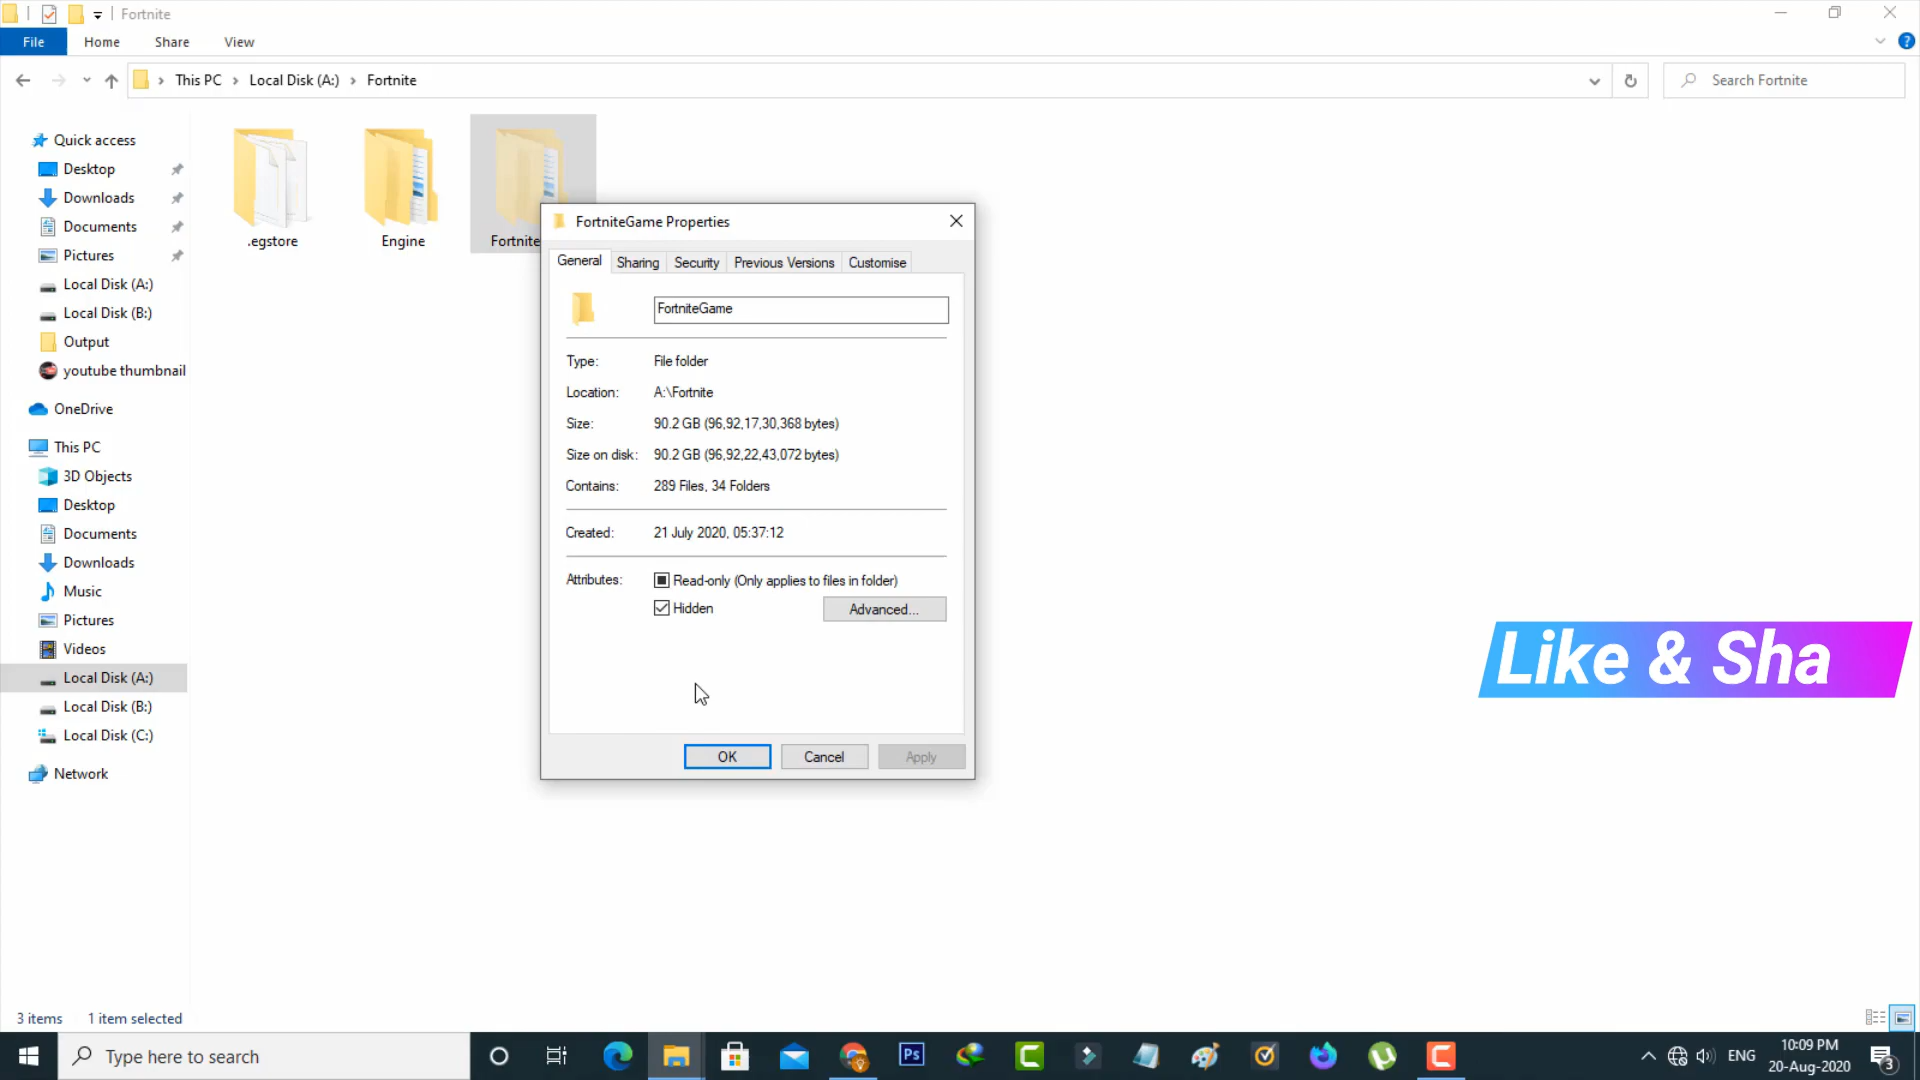 Fortnite
File
Home
Share
View
This PC
Local Disk (A:)
Fortnite
Search Fortnite
Quick access
Desktop
Downloads
Documents
Pictures
Local Disk (A:)
Local Disk (B:)
Output
youtube thumbnail
OneDrive
This PC
3D Objects
Desktop
Documents
Downloads
Music
Pictures
Videos
Local Disk (A:)
Local Disk (B:)
Local Disk (C:)
Network
.egstore
Engine
Fortnite
FortniteGame Properties
General
Sharing
Security
Previous Versions
Customise
FortniteGame
Type: File folder
Location: A:\Fortnite
Size: 90.2 GB (96,92,17,30,368 bytes)
Size on disk: 90.2 GB (96,92,22,43,072 bytes)
Contains: 289 Files, 34 Folders
Created: 21 July 2020, 05:37:12
Attributes: Read-only (Only applies to files in folder)
Hidden
Advanced...
OK
Cancel
Apply
Like & Sha
3 items
1 item selected
Type here to search
Ps
ENG
10:09 PM
20-Aug-2020
3